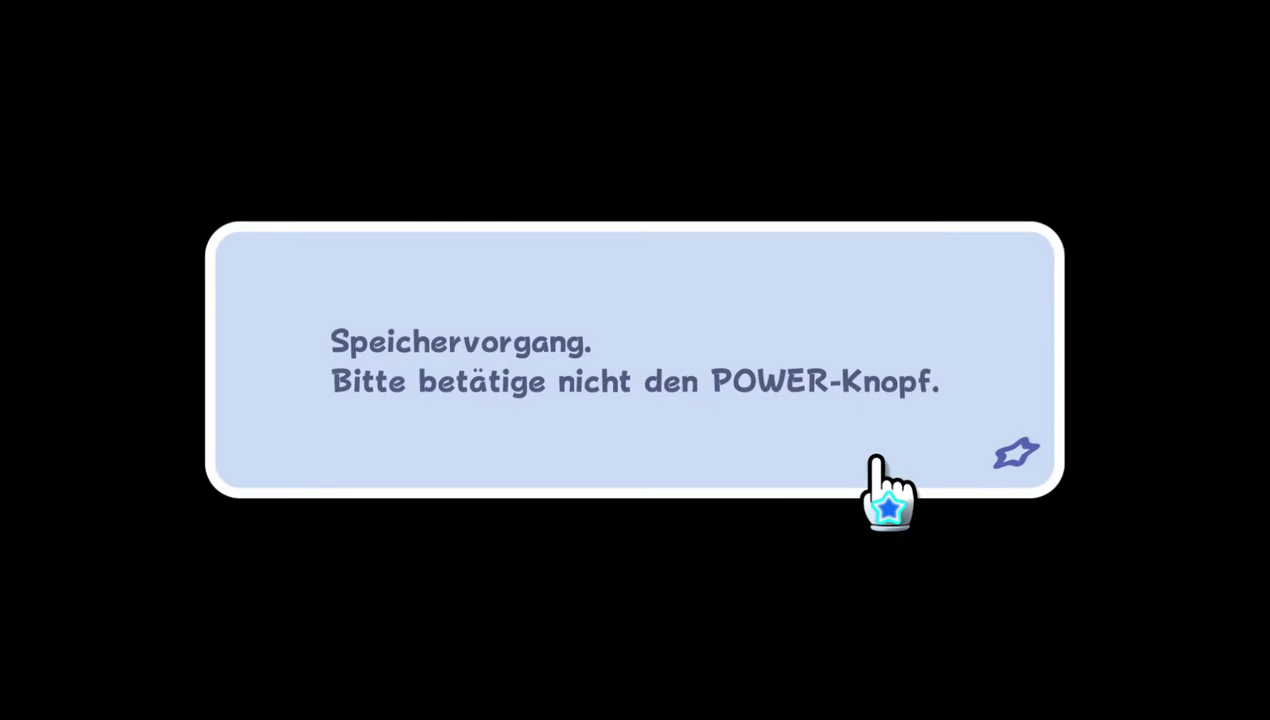 Speichervorgang.
Bitte betätige nicht den POWER-Knopf.